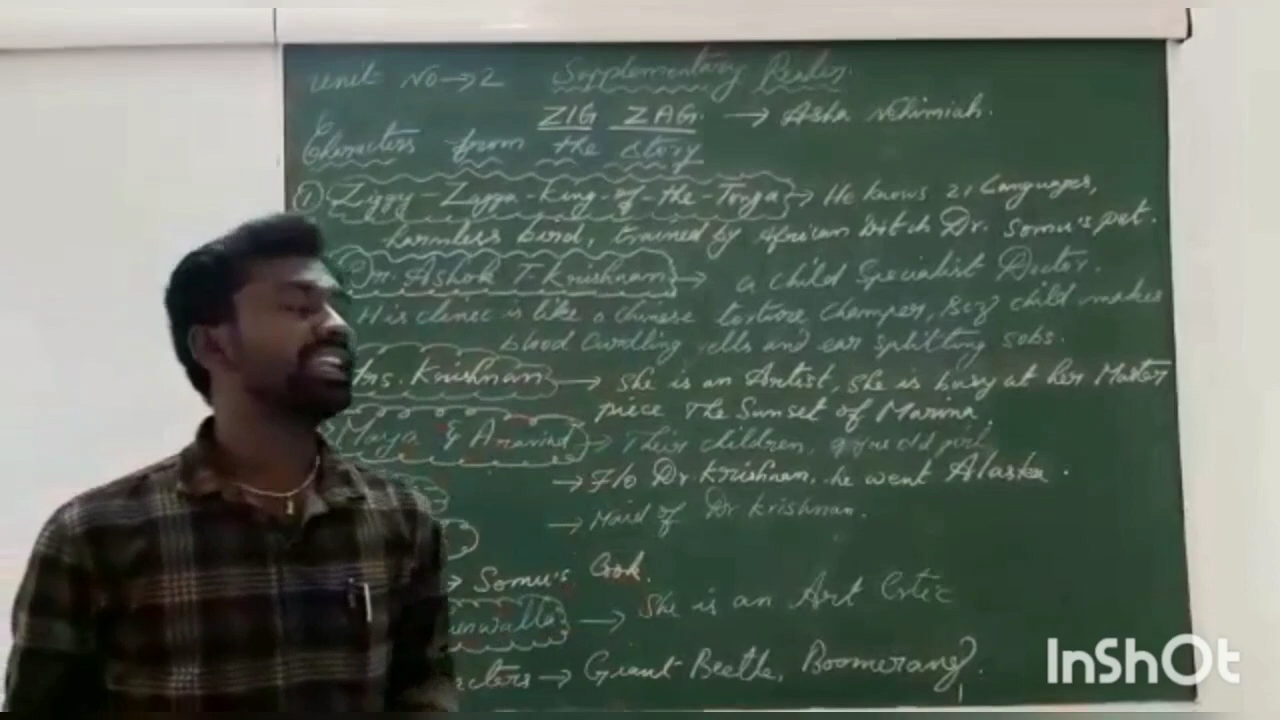 Unit NO→2 Supplementary Reader.
ZIG ZAG. → Asha Nehimiah.
Characters from the story
① Ziggy-Zagga-King-of-the-Tonga → He knows 21 Languages,
harmless bird, trained by African Witch Dr. Somu's pet.
Dr. Ashok T. Krishnan → a child Specialist Doctor.
His clinic is like a chinese torture Champer, Bcz child makes
blood Curdling yells and ear splitting sobs.
Mrs. Krishnan → She is an Artist, She is busy at her Master
piece The Sunset of Marina.
Maya & Aravind → Their children,
→ F/o Dr. Krishnan, he went Alaska.
→ Maid of Dr Krishnan.
→ Somu's Cook.
enwalla → She is an Art Critic
acters → Giant Beetle, Boomerang.
InShOt